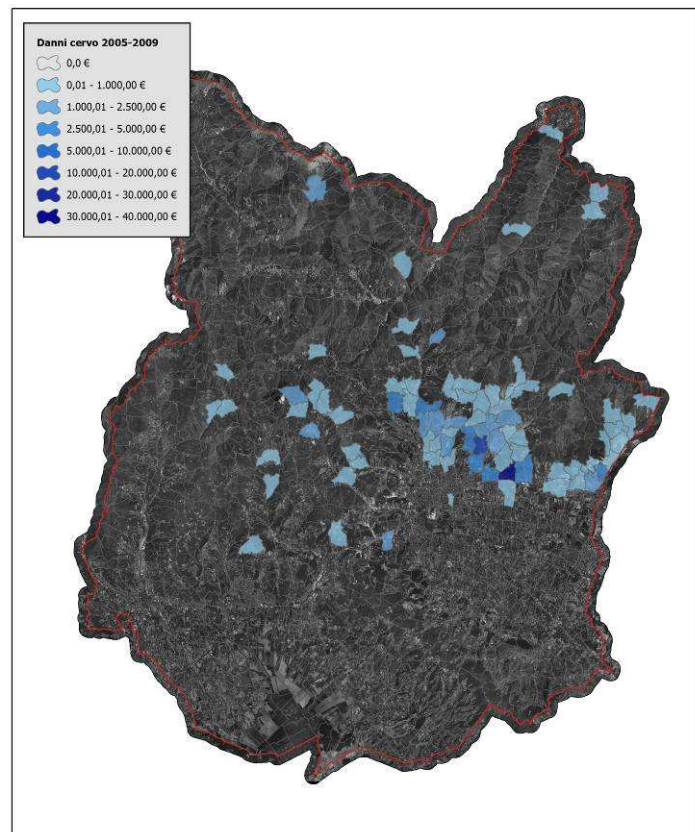 Danni cervo 2005-2009
0,0 €
0,01 - 1.000,00 €
1.000,01 - 2.500,00 €
2.500,01 - 5.000,00 €
5.000,01 - 10.000,00 €
10.000,01 - 20.000,00 €
20.000,01 - 30.000,00 €
30.000,01 - 40.000,00 €